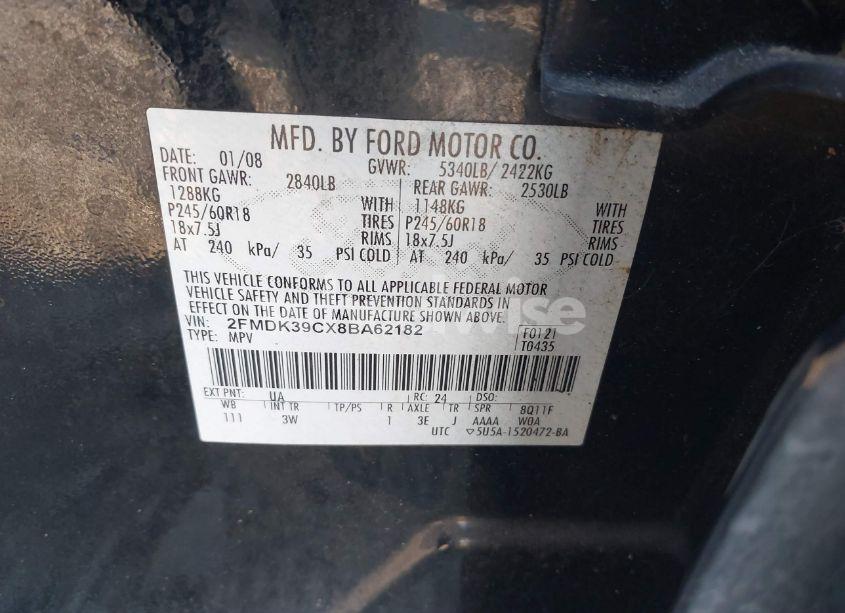 MFD. BY FORD MOTOR CO.
DATE: 01/08 GVWR: 5340LB/ 2422KG
FRONT GAWR: 2840LB REAR GAWR: 2530LB
1288KG WITH 1148KG WITH
P245/60R18 TIRES P245/60R18 TIRES
18x7.5J RIMS 18x7.5J RIMS
AT 240 kPa/ 35 PSI COLD AT 240 kPa/ 35 PSI COLD
THIS VEHICLE CONFORMS TO ALL APPLICABLE FEDERAL MOTOR
VEHICLE SAFETY AND THEFT PREVENTION STANDARDS IN
EFFECT ON THE DATE OF MANUFACTURE SHOWN ABOVE.
VIN: 2FMDK39CX8BA62182 F0121
TYPE: MPV T0435
EXT PNT: UA RC: 24 DSO:
WB INT TR TP/PS R AXLE TR SPR 8Q11F
111 3W 1 3E J AAAA W0A
UTC ▽5U5A-1520472-BA